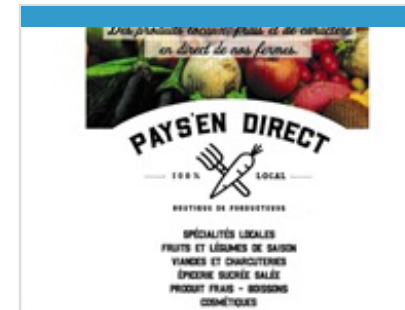 Des produits locaux, frais et de caractère
en direct de nos fermes.
PAYS'EN DIRECT
100% LOCAL
BOUTIQUE DE PRODUCTEURS
SPÉCIALITÉS LOCALES
FRUITS ET LÉGUMES DE SAISON
VIANDES ET CHARCUTERIES
ÉPICERIE SUCRÉE SALÉE
PRODUIT FRAIS - BOISSONS
COSMÉTIQUES